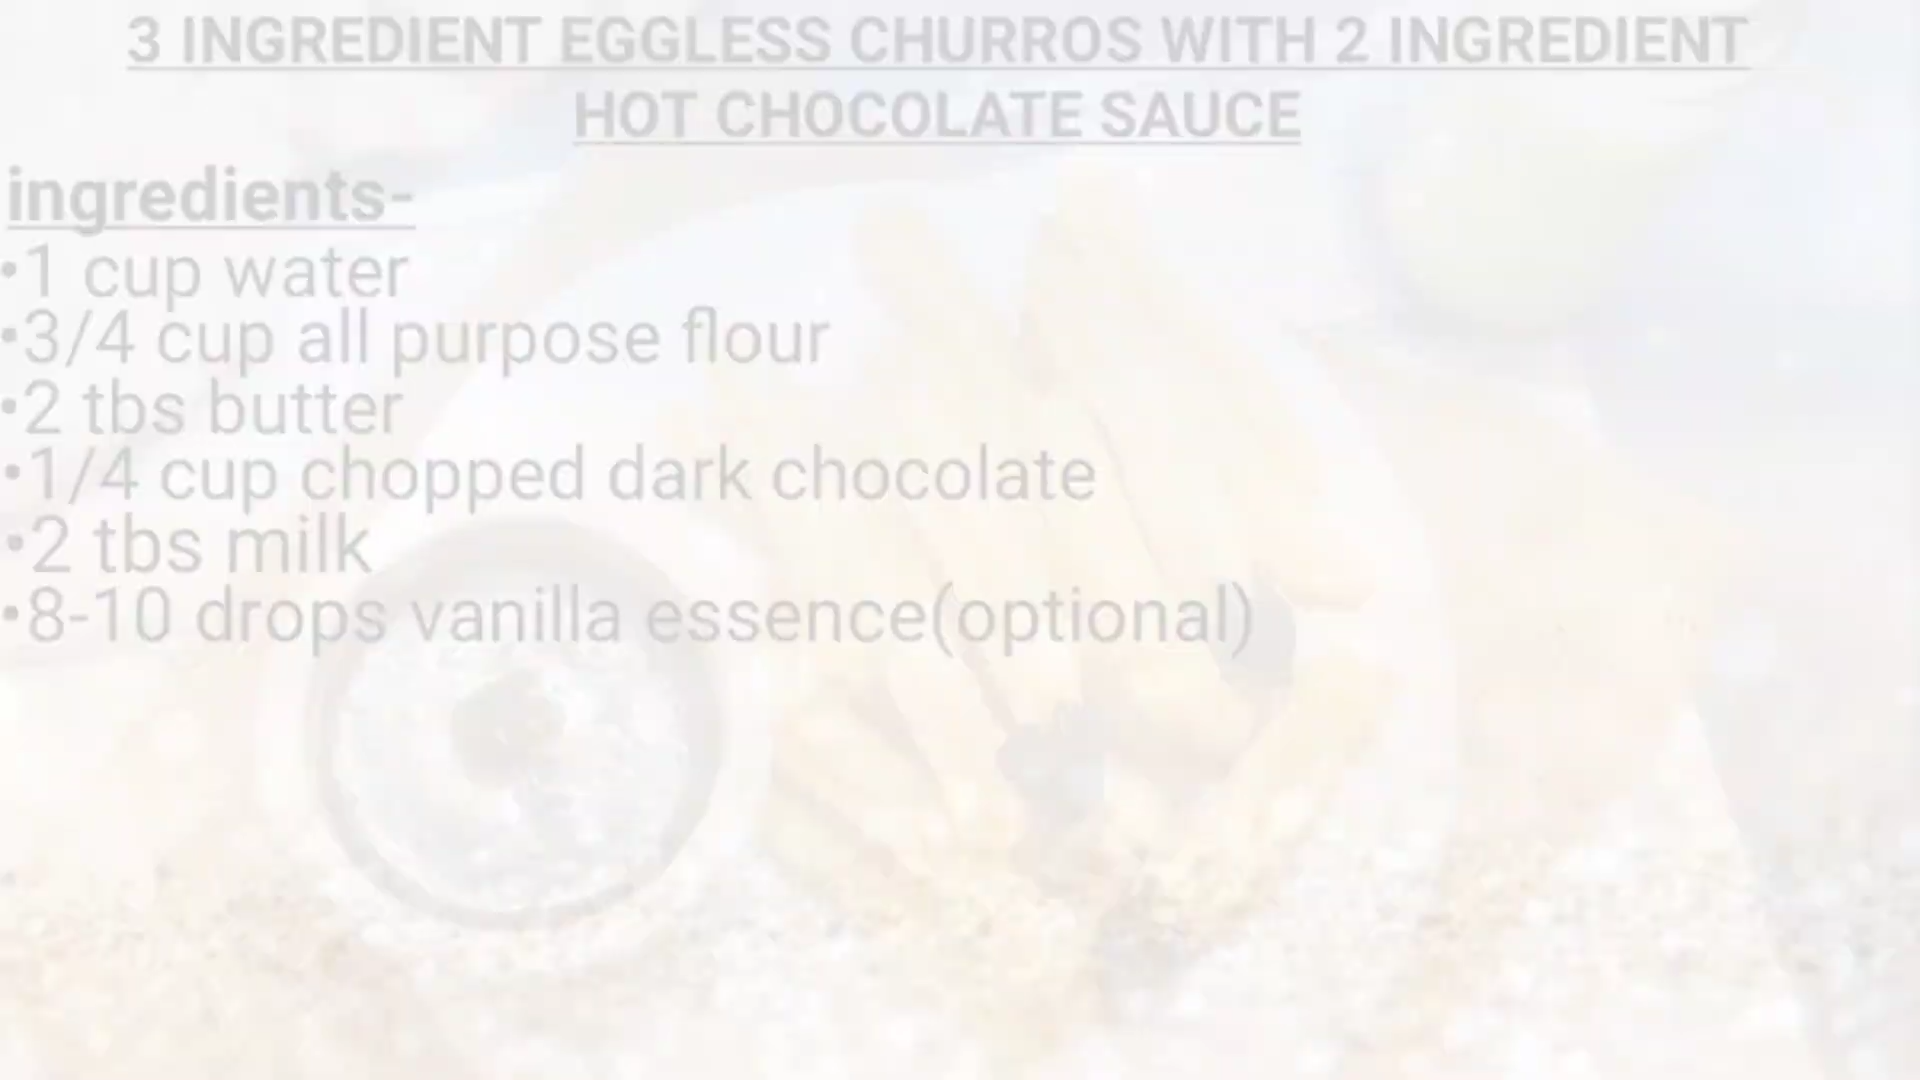 3 INGREDIENT EGGLESS CHURROS WITH 2 INGREDIENT
HOT CHOCOLATE SAUCE
ingredients-
•1 cup water
•3/4 cup all purpose flour
•2 tbs butter
•1/4 cup chopped dark chocolate
•2 tbs milk
•8-10 drops vanilla essence(optional)